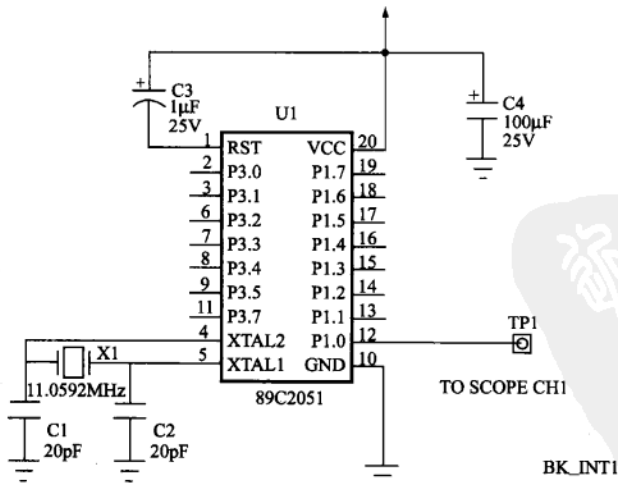 +
C3
1μF
25V
U1
+
C4
100μF
25V
1 RST VCC 20
2 P3.0 P1.7 19
3 P3.1 P1.6 18
6 P3.2 P1.5 17
7 P3.3 P1.4 16
8 P3.4 P1.3 15
9 P3.5 P1.2 14
11 P3.7 P1.1 13
4 XTAL2 P1.0 12
5 XTAL1 GND 10
TP1
X1
11.0592MHz
89C2051
TO SCOPE CH1
C1
20pF
C2
20pF
BK_INT1